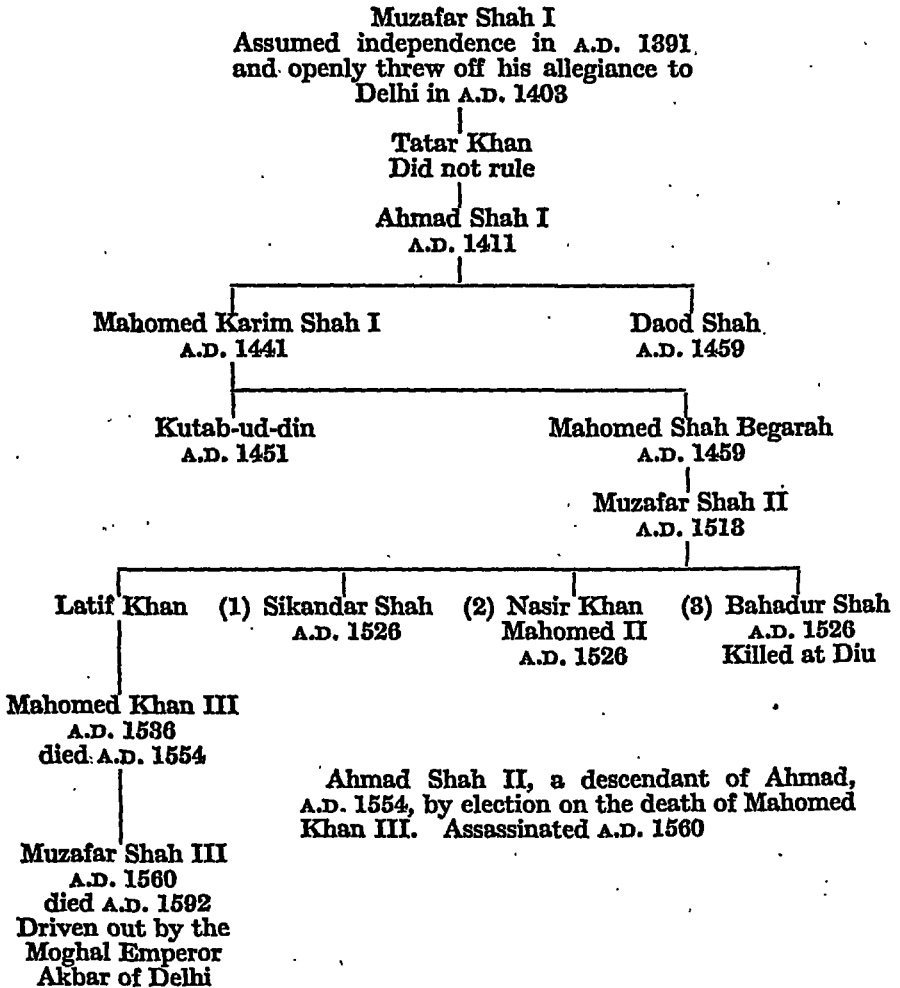 Muzafar Shah I
Assumed independence in A.D. 1391,
and openly threw off his allegiance to
Delhi in A.D. 1403
Tatar Khan
Did not rule
Ahmad Shah I
A.D. 1411
Mahomed Karim Shah I
A.D. 1441
Daod Shah
A.D. 1459
Kutab-ud-din
A.D. 1451
Mahomed Shah Begarah
A.D. 1459
Muzafar Shah II
A.D. 1513
Latif Khan
(1) Sikandar Shah
A.D. 1526
(2) Nasir Khan
Mahomed II
A.D. 1526
(3) Bahadur Shah
A.D. 1526
Killed at Diu
Mahomed Khan III
A.D. 1536
died A.D. 1554
Ahmad Shah II, a descendant of Ahmad,
A.D. 1554, by election on the death of Mahomed
Khan III. Assassinated A.D. 1560
Muzafar Shah III
A.D. 1560
died A.D. 1592
Driven out by the
Moghal Emperor
Akbar of Delhi